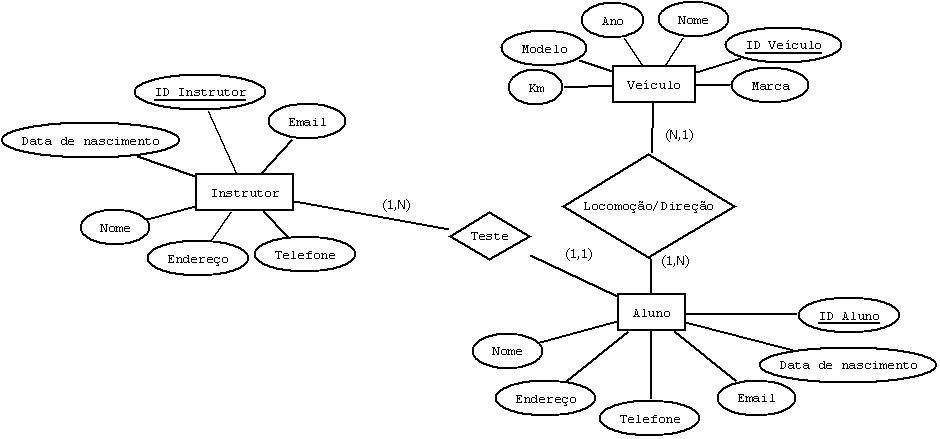 Ano
Nome
Modelo
ID Veículo
Km
Veículo
Marca
ID Instrutor
Email
Data de nascimento
(N,1)
Instrutor
(1,N)
Locomoção/Direção
Nome
Teste
Endereço
Telefone
(1,1)
(1,N)
Aluno
ID Aluno
Nome
Data de nascimento
Endereço
Email
Telefone